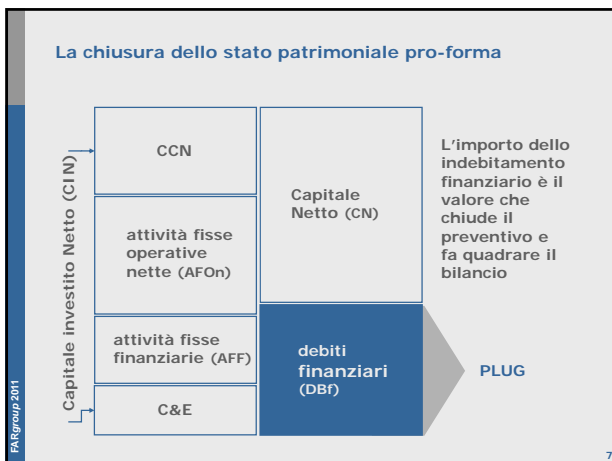 La chiusura dello stato patrimoniale pro-forma
Capitale investito Netto (CIN)
CCN
attività fisse
operative
nette (AFOn)
attività fisse
finanziarie (AFF)
C&E
Capitale
Netto (CN)
debiti
finanziari
(DBf)
L'importo dello
indebitamento
finanziario è il
valore che
chiude il
preventivo e
fa quadrare il
bilancio
PLUG
FARgroup 2011
7